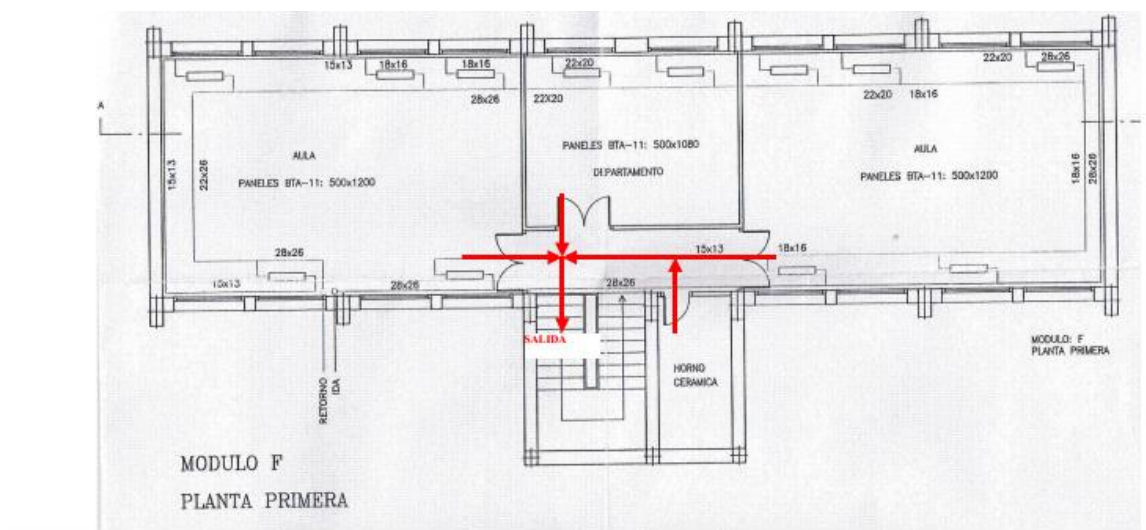 15x13
18x16
18x16
22x20
22x20
28x26
28x26
22X20
22x20
18x16
A
AULA
PANELES BTA-11: 500x1200
PANELES BTA-11: 500x1080
DEPARTAMENTO
AULA
PANELES BTA-11: 500x1200
15x13
22x26
18x16
28x26
28x26
15x13
18x16
15x13
28x26
28x26
SALIDA
HORNO
CERAMICA
RETORNO
IDA
MODULO: F
PLANTA PRIMERA
MODULO F
PLANTA PRIMERA